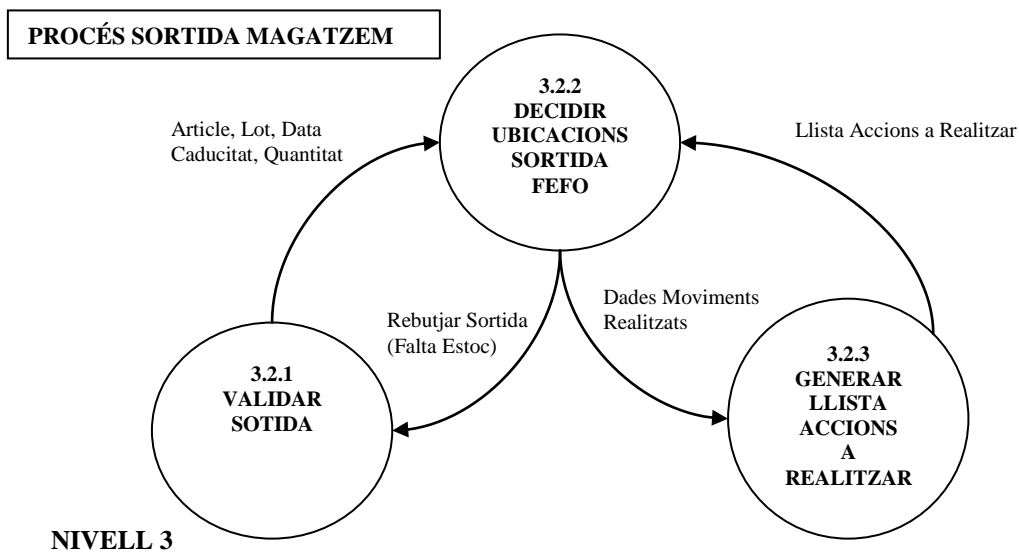 PROCÉS SORTIDA MAGATZEM
3.2.2
DECIDIR
UBICACIONS
SORTIDA
FEFO
Article, Lot, Data
Caducitat, Quantitat
Llista Accions a Realitzar
Rebutjar Sortida
(Falta Estoc)
Dades Moviments
Realitzats
3.2.1
VALIDAR
SOTIDA
3.2.3
GENERAR
LLISTA
ACCIONS
A
REALITZAR
NIVELL 3